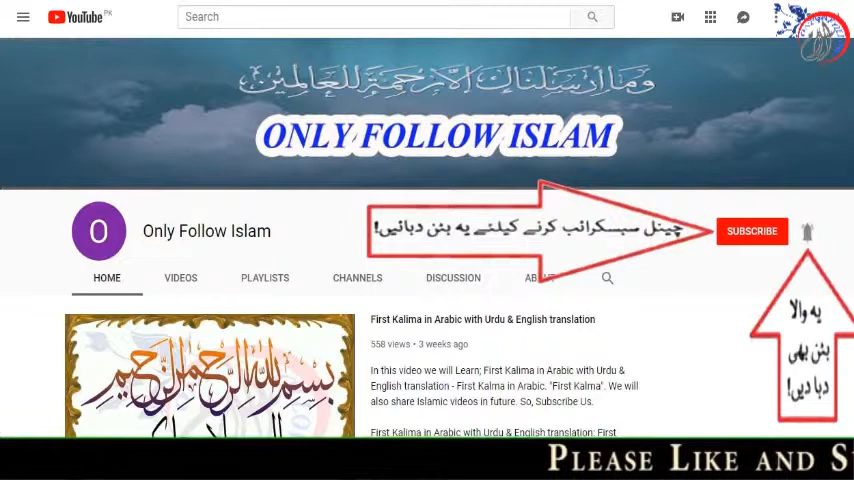 YouTube PK
Search
وما أرسلناك إلا رحمة للعالمين
ONLY FOLLOW ISLAM
O
Only Follow Islam
چینل سبسکرائب کرنے کیلئے یہ بٹن دبائیں!
SUBSCRIBE
HOME VIDEOS PLAYLISTS CHANNELS DISCUSSION
یہ والا
بٹن بھی
دبا دیں!
First Kalima in Arabic with Urdu & English translation
558 views • 3 weeks ago
In this video we will Learn; First Kalima in Arabic with Urdu &
English translation - First Kalma in Arabic. "First Kalma". We will
also share Islamic videos in future. So, Subscribe Us.
First Kalima in Arabic with Urdu & English translation: First
بسم الله الرحمن الرحيم
PLEASE LIKE AND S